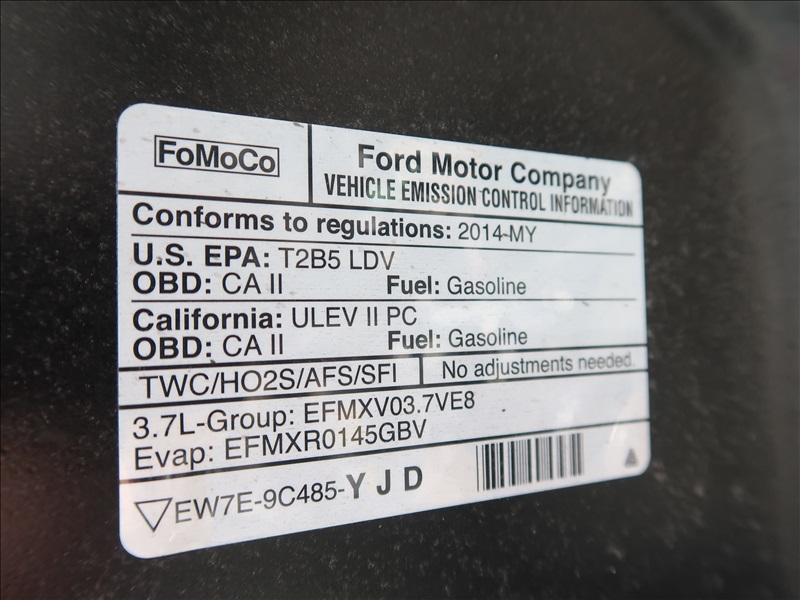 FoMoCo
Ford Motor Company
VEHICLE EMISSION CONTROL INFORMATION
Conforms to regulations: 2014-MY
U.S. EPA: T2B5 LDV
OBD: CA II Fuel: Gasoline
California: ULEV II PC
OBD: CA II Fuel: Gasoline
TWC/HO2S/AFS/SFI No adjustments needed.
3.7L-Group: EFMXV03.7VE8
Evap: EFMXR0145GBV
EW7E-9C485-Y J D